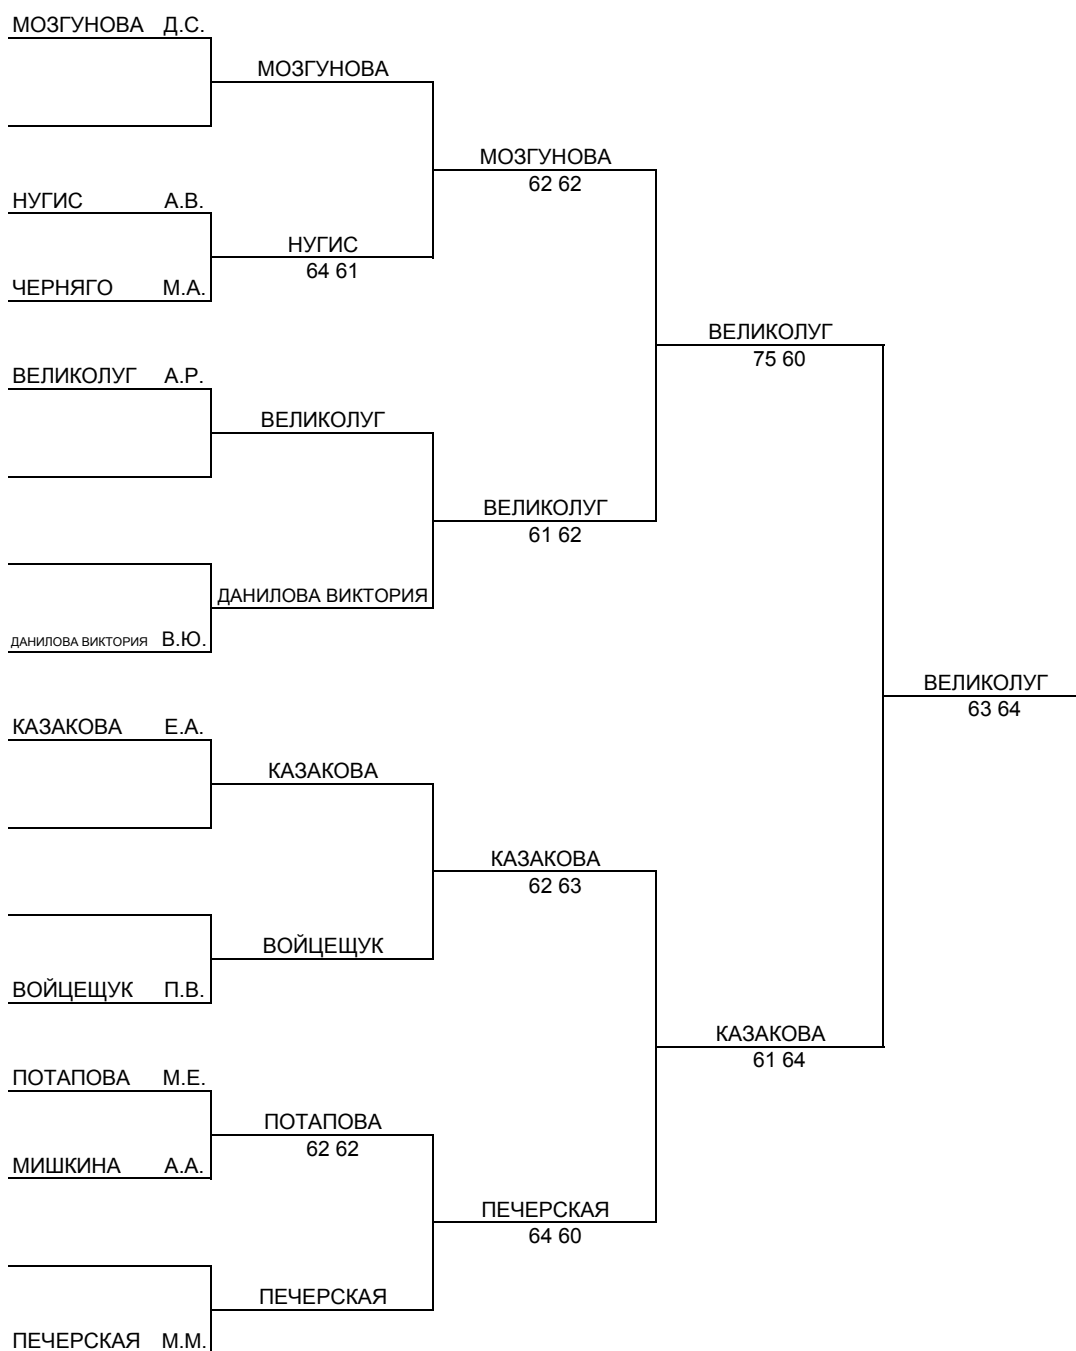 МОЗГУНОВА Д.С.
МОЗГУНОВА
МОЗГУНОВА
62 62
НУГИС А.В.
НУГИС
64 61
ЧЕРНЯГО М.А.
ВЕЛИКОЛУГ
75 60
ВЕЛИКОЛУГ А.Р.
ВЕЛИКОЛУГ
ВЕЛИКОЛУГ
61 62
ДАНИЛОВА ВИКТОРИЯ
ДАНИЛОВА ВИКТОРИЯ В.Ю.
ВЕЛИКОЛУГ
63 64
КАЗАКОВА Е.А.
КАЗАКОВА
КАЗАКОВА
62 63
ВОЙЦЕЩУК
ВОЙЦЕЩУК П.В.
КАЗАКОВА
61 64
ПОТАПОВА М.Е.
ПОТАПОВА
62 62
МИШКИНА А.А.
ПЕЧЕРСКАЯ
64 60
ПЕЧЕРСКАЯ
ПЕЧЕРСКАЯ М.М.